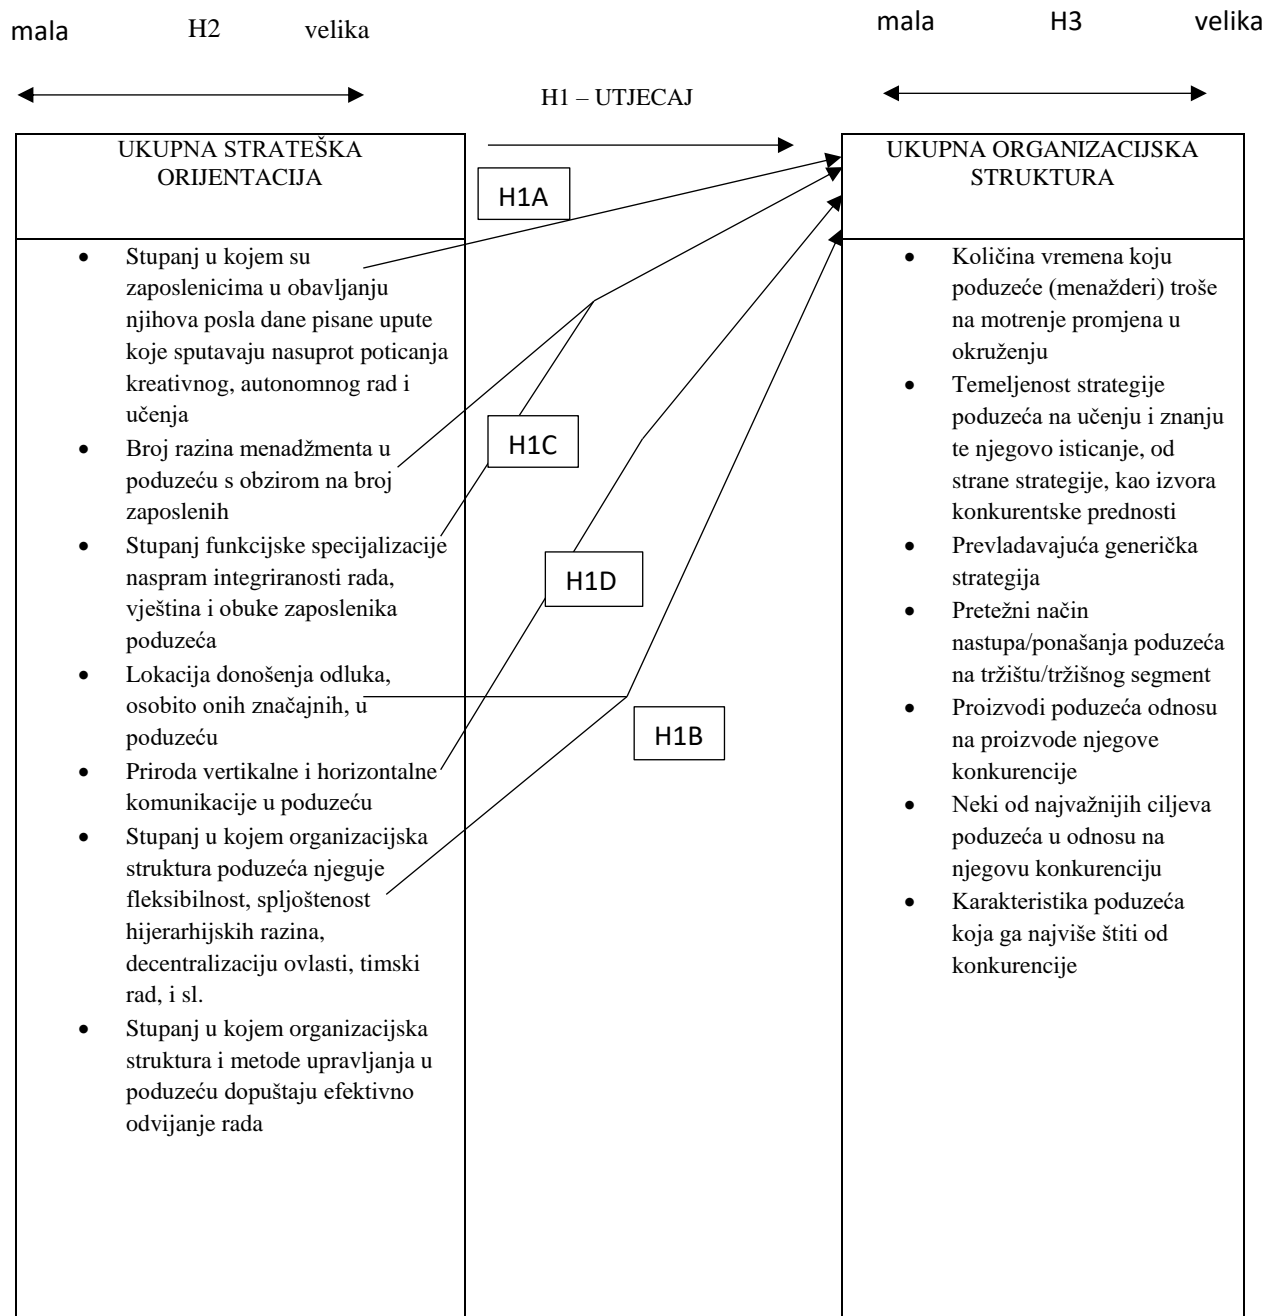 mala H2 velika
mala H3 velika
H1 – UTJECAJ
UKUPNA STRATEŠKA
ORIJENTACIJA
• Stupanj u kojem su
zaposlenicima u obavljanju
njihova posla dane pisane upute
koje sputavaju nasuprot poticanja
kreativnog, autonomnog rad i
učenja
• Broj razina menadžmenta u
poduzeću s obzirom na broj
zaposlenih
• Stupanj funkcijske specijalizacije
naspram integriranosti rada,
vještina i obuke zaposlenika
poduzeća
• Lokacija donošenja odluka,
osobito onih značajnih, u
poduzeću
• Priroda vertikalne i horizontalne
komunikacije u poduzeću
• Stupanj u kojem organizacijska
struktura poduzeća njeguje
fleksibilnost, spljoštenost
hijerarhijskih razina,
decentralizaciju ovlasti, timski
rad, i sl.
• Stupanj u kojem organizacijska
struktura i metode upravljanja u
poduzeću dopuštaju efektivno
odvijanje rada
H1A
H1C
H1D
H1B
UKUPNA ORGANIZACIJSKA
STRUKTURA
• Količina vremena koju
poduzeće (menažderi) troše
na motrenje promjena u
okruženju
• Temeljenost strategije
poduzeća na učenju i znanju
te njegovo isticanje, od
strane strategije, kao izvora
konkurentske prednosti
• Prevladavajuća generička
strategija
• Pretežni način
nastupa/ponašanja poduzeća
na tržištu/tržišnog segment
• Proizvodi poduzeća odnosu
na proizvode njegove
konkurencije
• Neki od najvažnijih ciljeva
poduzeća u odnosu na
njegovu konkurenciju
• Karakteristika poduzeća
koja ga najviše štiti od
konkurencije